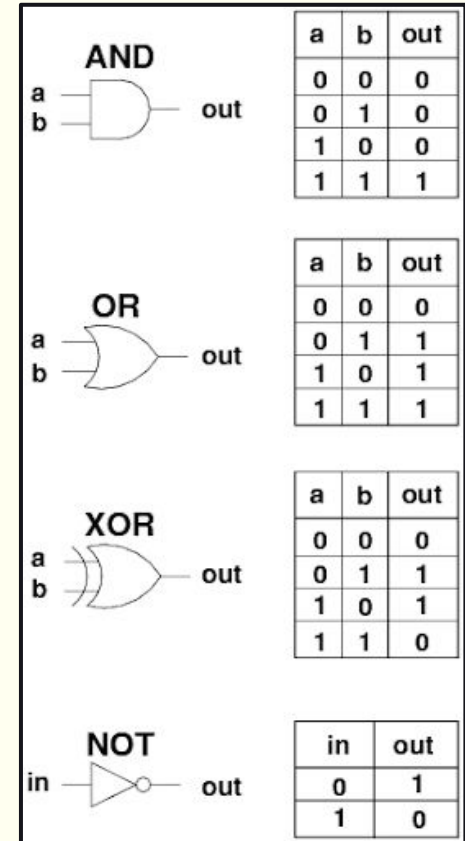 AND
a
b
out
a b out
0 0 0
0 1 0
1 0 0
1 1 1
OR
a
b
out
a b out
0 0 0
0 1 1
1 0 1
1 1 1
XOR
a
b
out
a b out
0 0 0
0 1 1
1 0 1
1 1 0
NOT
in
out
in out
0 1
1 0